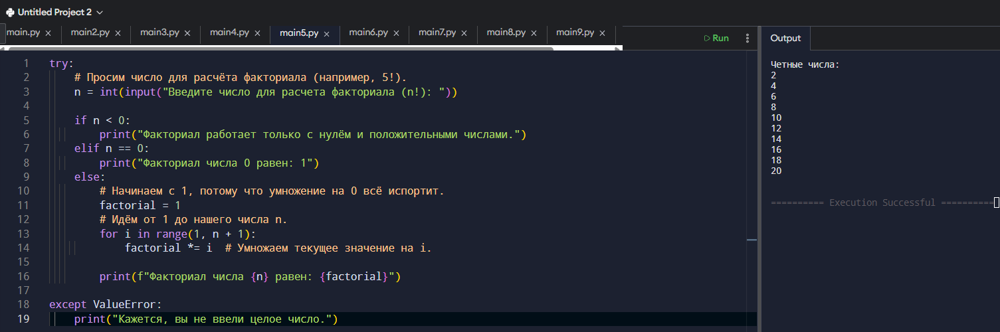 Untitled Project 2
main.py × main2.py × main3.py × main4.py × main5.py × main6.py × main7.py × main8.py × main9.py ×
Run
Output
1 try:
2     # Просим число для расчёта факториала (например, 5!).
3     n = int(input("Введите число для расчета факториала (n!): "))
4
5     if n < 0:
6         print("Факториал работает только с нулём и положительными числами.")
7     elif n == 0:
8         print("Факториал числа 0 равен: 1")
9     else:
10         # Начинаем с 1, потому что умножение на 0 всё испортит.
11         factorial = 1
12         # Идём от 1 до нашего числа n.
13         for i in range(1, n + 1):
14             factorial *= i  # Умножаем текущее значение на i.
15
16         print(f"Факториал числа {n} равен: {factorial}")
17
18 except ValueError:
19     print("Кажется, вы не ввели целое число.")
Четные числа:
2
4
6
8
10
12
14
16
18
20
========== Execution Successful ==========